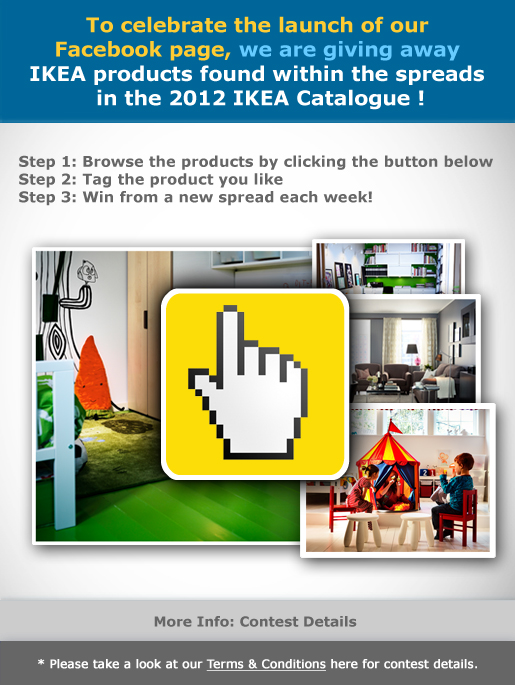 To celebrate the launch of our
Facebook page, we are giving away
IKEA products found within the spreads
in the 2012 IKEA Catalogue !
Step 1: Browse the products by clicking the button below
Step 2: Tag the product you like
Step 3: Win from a new spread each week!
More Info: Contest Details
* Please take a look at our Terms & Conditions here for contest details.